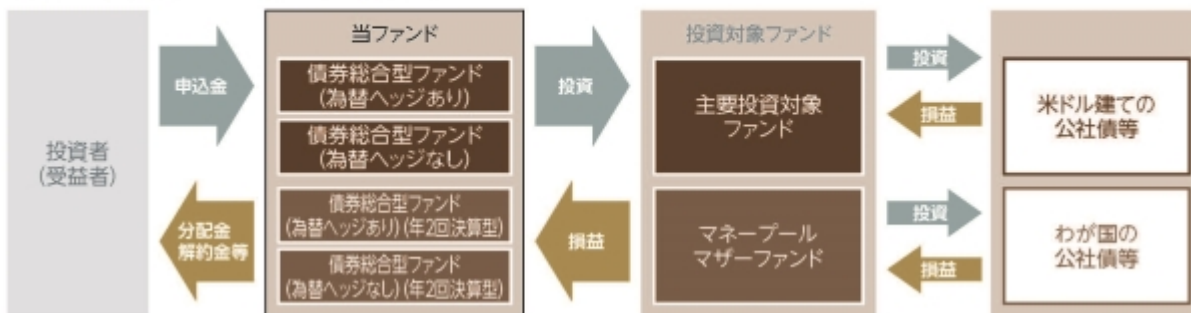 投資者
(受益者)
申込金
分配金
解約金等
当ファンド
債券総合型ファンド
(為替ヘッジあり)
債券総合型ファンド
(為替ヘッジなし)
債券総合型ファンド
(為替ヘッジあり)(年2回決算型)
債券総合型ファンド
(為替ヘッジなし)(年2回決算型)
投資
損益
投資対象ファンド
主要投資対象
ファンド
マネープール
マザーファンド
投資
損益
投資
損益
米ドル建ての
公社債等
わが国の
公社債等